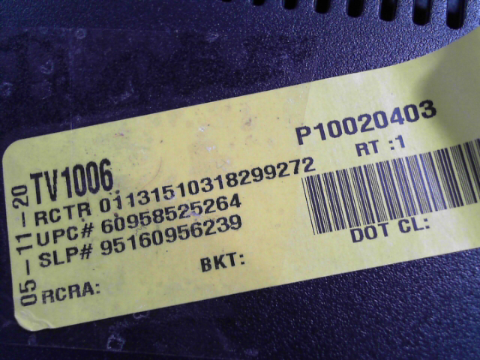 P10020403
RT :1
TV1006
RCTR 01131510318299272
UPC# 60958525264
SLP# 95160956239
DOT CL:
BKT:
RCRA:
05-11-20